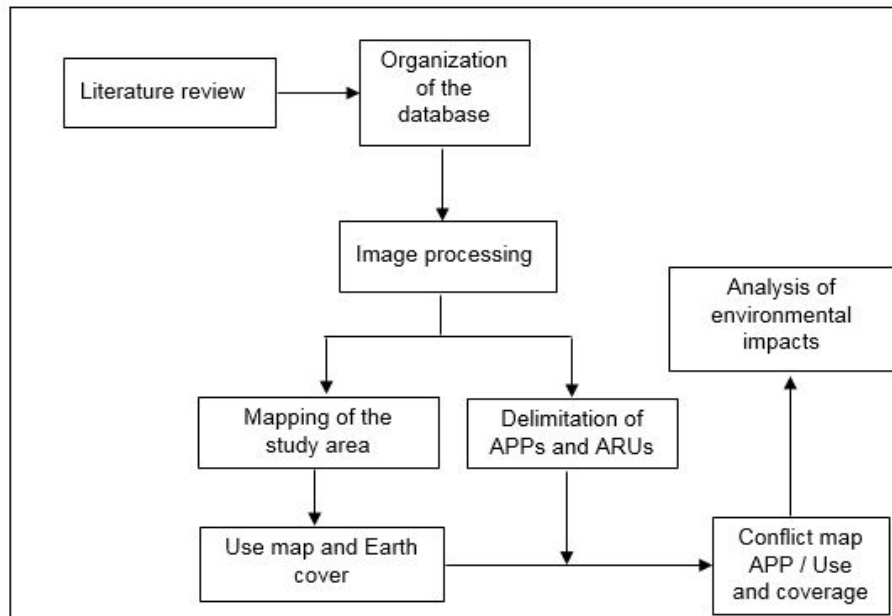 Literature review
Organization
of the
database
Image processing
Analysis of
environmental
impacts
Mapping of the
study area
Delimitation of
APPs and ARUs
Use map and Earth
cover
Conflict map
APP / Use
and coverage